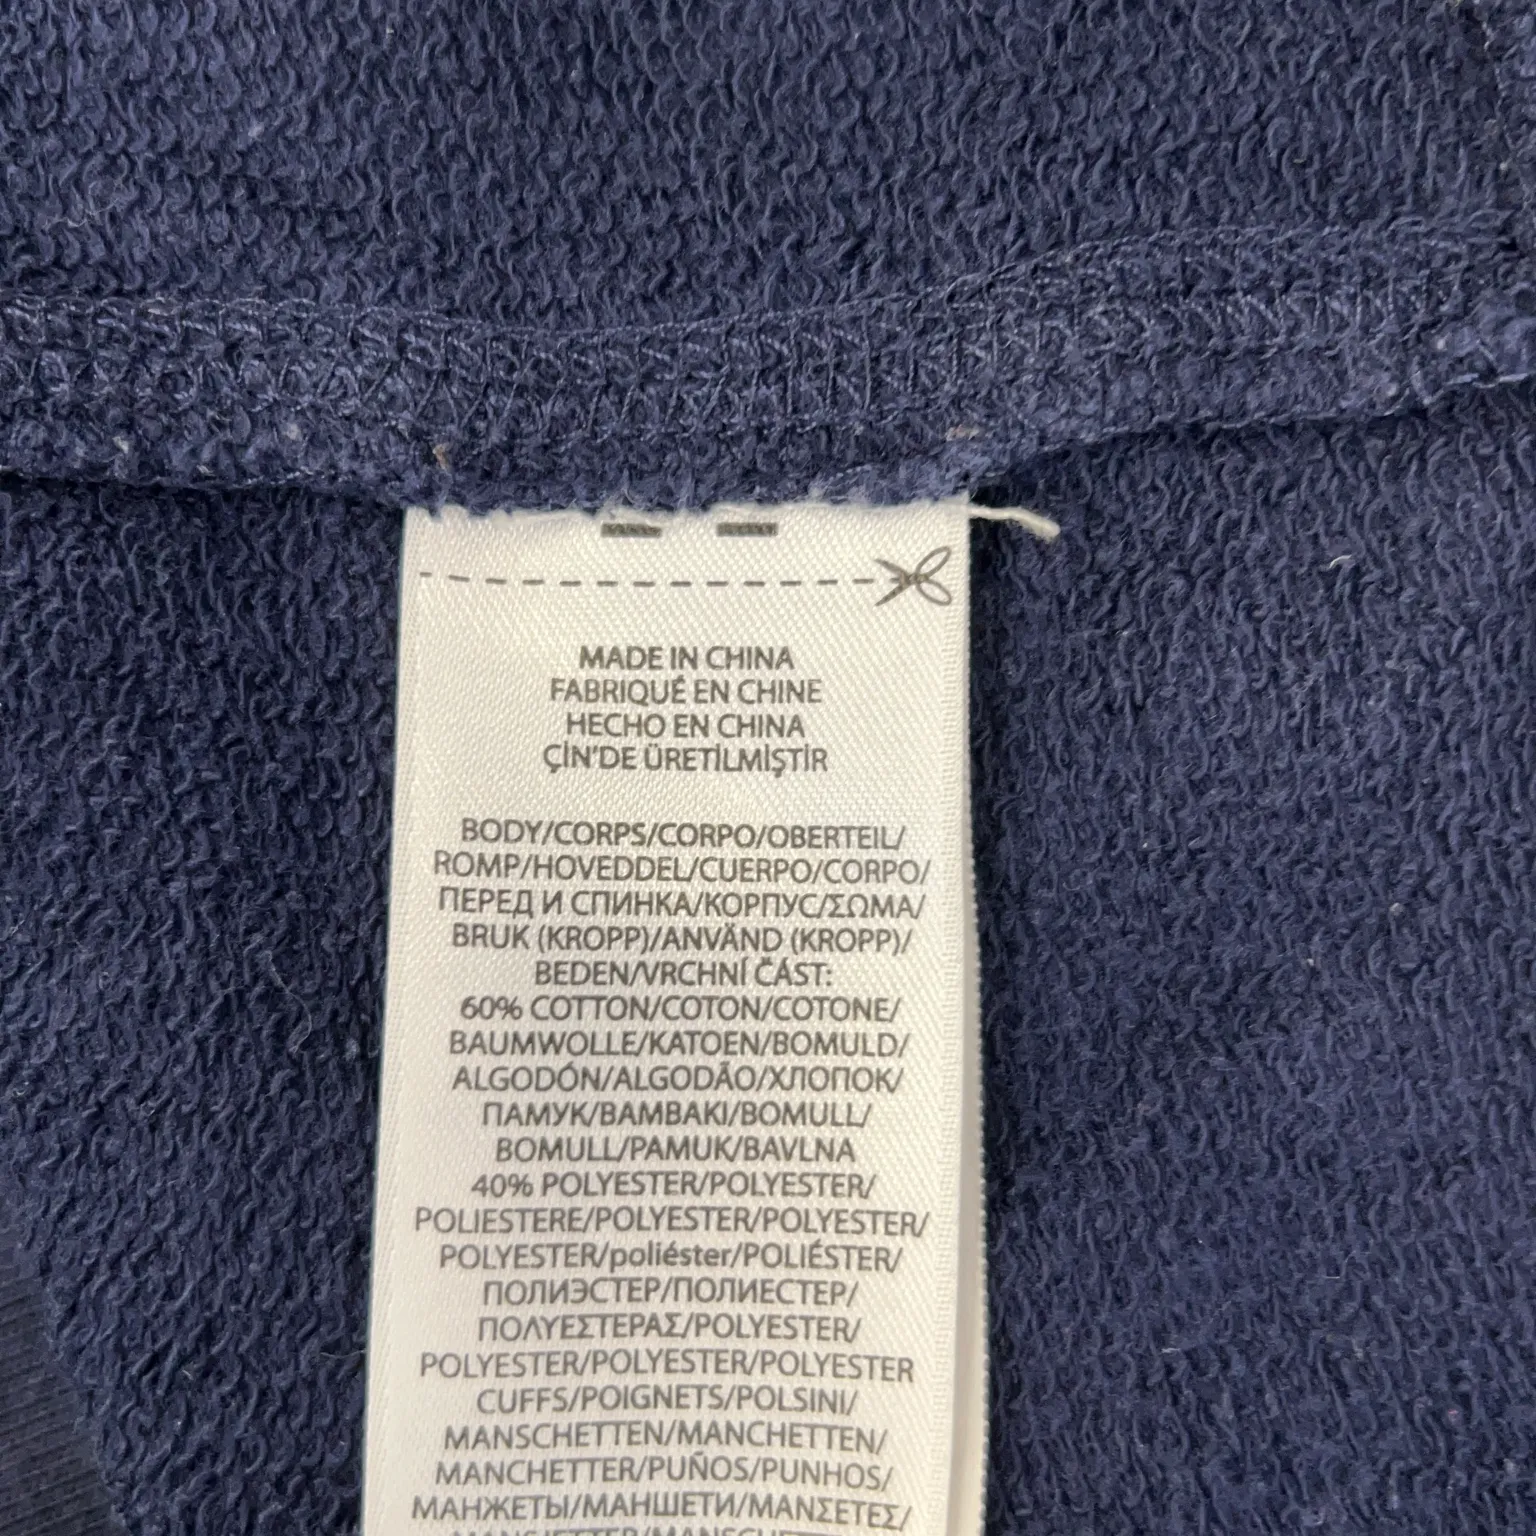 MADE IN CHINA
FABRIQUÉ EN CHINE
HECHO EN CHINA
ÇİN'DE ÜRETİLMİŞTİR
BODY/CORPS/CORPO/OBERTEIL/
ROMP/HOVEDDEL/CUERPO/CORPO/
ПЕРЕД И СПИНКА/КОРПУС/ΣΩΜΑ/
BRUK (KROPP)/ANVÄND (KROPP)/
BEDEN/VRCHNÍ ČÁST:
60% COTTON/COTON/COTONE/
BAUMWOLLE/KATOEN/BOMULD/
ALGODÓN/ALGODÃO/ХЛОПОК/
ПАМУК/ΒΑΜΒΑΚΙ/BOMULL/
BOMULL/PAMUK/BAVLNA
40% POLYESTER/POLYESTER/
POLIESTERE/POLYESTER/POLYESTER/
POLYESTER/poliéster/POLIÉSTER/
ПОЛИЭСТЕР/ПОЛИЕСТЕР/
ΠΟΛΥΕΣΤΕΡΑΣ/POLYESTER/
POLYESTER/POLYESTER/POLYESTER
CUFFS/POIGNETS/POLSINI/
MANSCHETTEN/MANCHETTEN/
MANCHETTER/PUÑOS/PUNHOS/
МАНЖЕТЫ/МАНШЕТИ/ΜΑΝΣΕΤΕΣ/